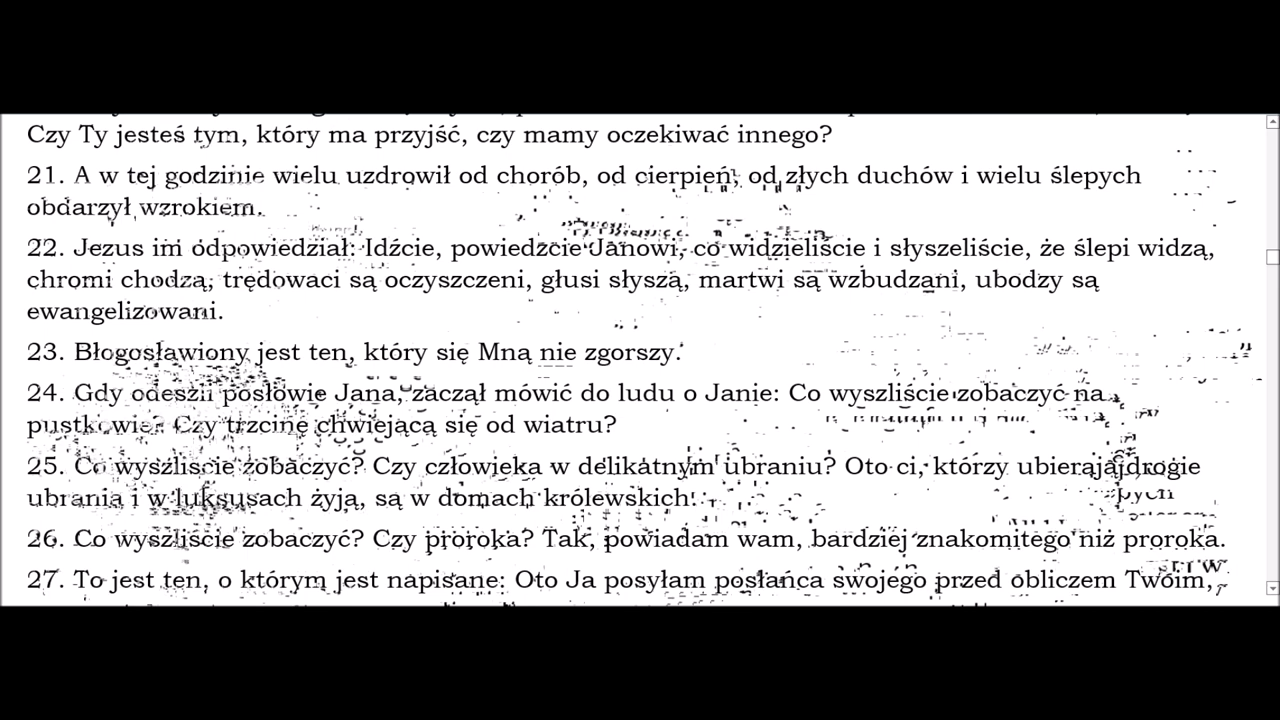 Czy Ty jesteś tym, który ma przyjść, czy mamy oczekiwać innego?
21. A w tej godzinie wielu uzdrowił od chorób, od cierpień, od złych duchów i wielu ślepych
obdarzył wzrokiem.
22. Jezus im odpowiedział: Idźcie, powiedzcie Janowi, co widzieliście i słyszeliście, że ślepi widzą,
chromi chodzą, trędowaci są oczyszczeni, głusi słyszą, martwi są wzbudzani, ubodzy są
ewangelizowani.
23. Błogosławiony jest ten, który się Mną nie zgorszy.
24. Gdy odeszli posłowie Jana, zaczął mówić do ludu o Janie: Co wyszliście zobaczyć na
pustkowie? Czy trzcinę chwiejącą się od wiatru?
25. Co wyszliście zobaczyć? Czy człowieka w delikatnym ubraniu? Oto ci, którzy ubierają drogie
ubrania i w luksusach żyją, są w domach królewskich.
26. Co wyszliście zobaczyć? Czy proroka? Tak, powiadam wam, bardziej znakomitego niż proroka.
27. To jest ten, o którym jest napisane: Oto Ja posyłam posłańca swojego przed obliczem Twoim,